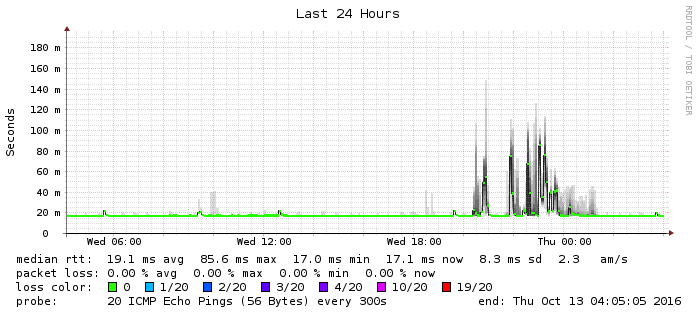 Last 24 Hours
RRDTOOL / TOBI OETIKER
Seconds
180 m
160 m
140 m
120 m
100 m
80 m
60 m
40 m
20 m
0
Wed 06:00 Wed 12:00 Wed 18:00 Thu 00:00
median rtt: 19.1 ms avg 85.6 ms max 17.0 ms min 17.1 ms now 8.3 ms sd 2.3 am/s
packet loss: 0.00 % avg 0.00 % max 0.00 % min 0.00 % now
loss color: 0 1/20 2/20 3/20 4/20 10/20 19/20
probe: 20 ICMP Echo Pings (56 Bytes) every 300s end: Thu Oct 13 04:05:05 2016